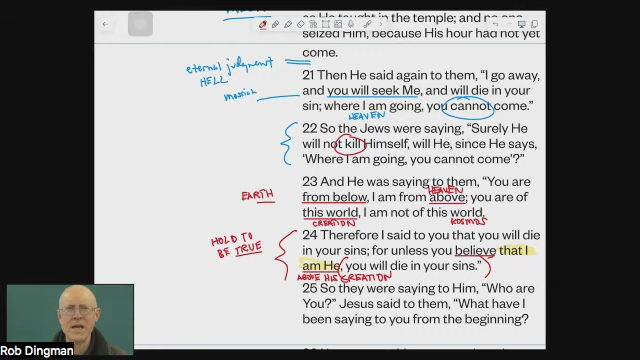 as He taught in the temple; and no one
seized Him, because His hour had not yet
come.
eternal judgment
HELL
21 Then He said again to them, “I go away,
and you will seek Me, and will die in your
messiah
sin; where I am going, you cannot come.”
HEAVEN
22 So the Jews were saying, “Surely He
will not kill Himself, will He, since He says,
‘Where I am going, you cannot come’?”
23 And He was saying to them, “You are
EARTH
HEAVEN
from below, I am from above; you are of
this world, I am not of this world.
CREATION
KOSMOS
24 Therefore I said to you that you will die
HOLD TO
BE TRUE
in your sins; for unless you believe that I
am He, you will die in your sins.”
ABOVE HIS CREATION
25 So they were saying to Him, “Who are
You?” Jesus said to them, “What have I
been saying to you from the beginning?
Rob Dingman